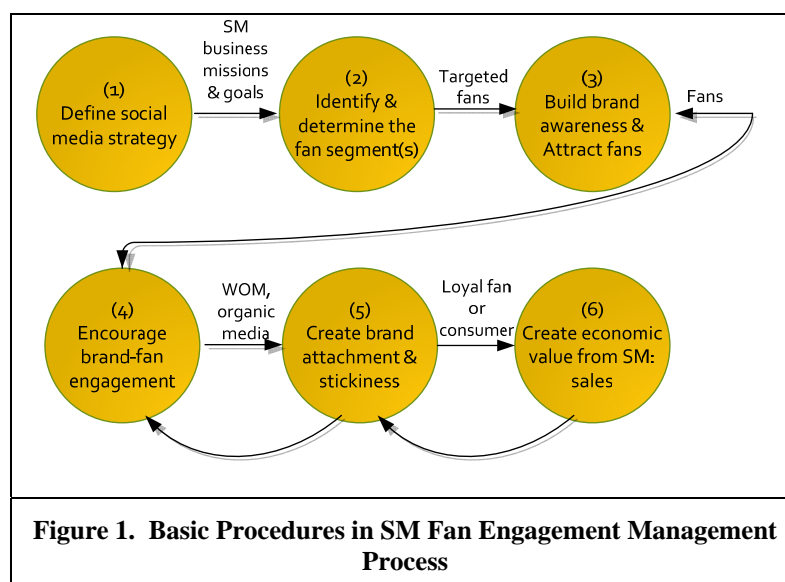 (1)
Define social
media strategy
SM
business
missions
& goals
(2)
Identify &
determine the
fan segment(s)
Targeted
fans
(3)
Build brand
awareness &
Attract fans
Fans
(4)
Encourage
brand-fan
engagement
WOM,
organic
media
(5)
Create brand
attachment &
stickiness
Loyal fan
or
consumer
(6)
Create economic
value from SM:
sales
Figure 1. Basic Procedures in SM Fan Engagement Management
Process